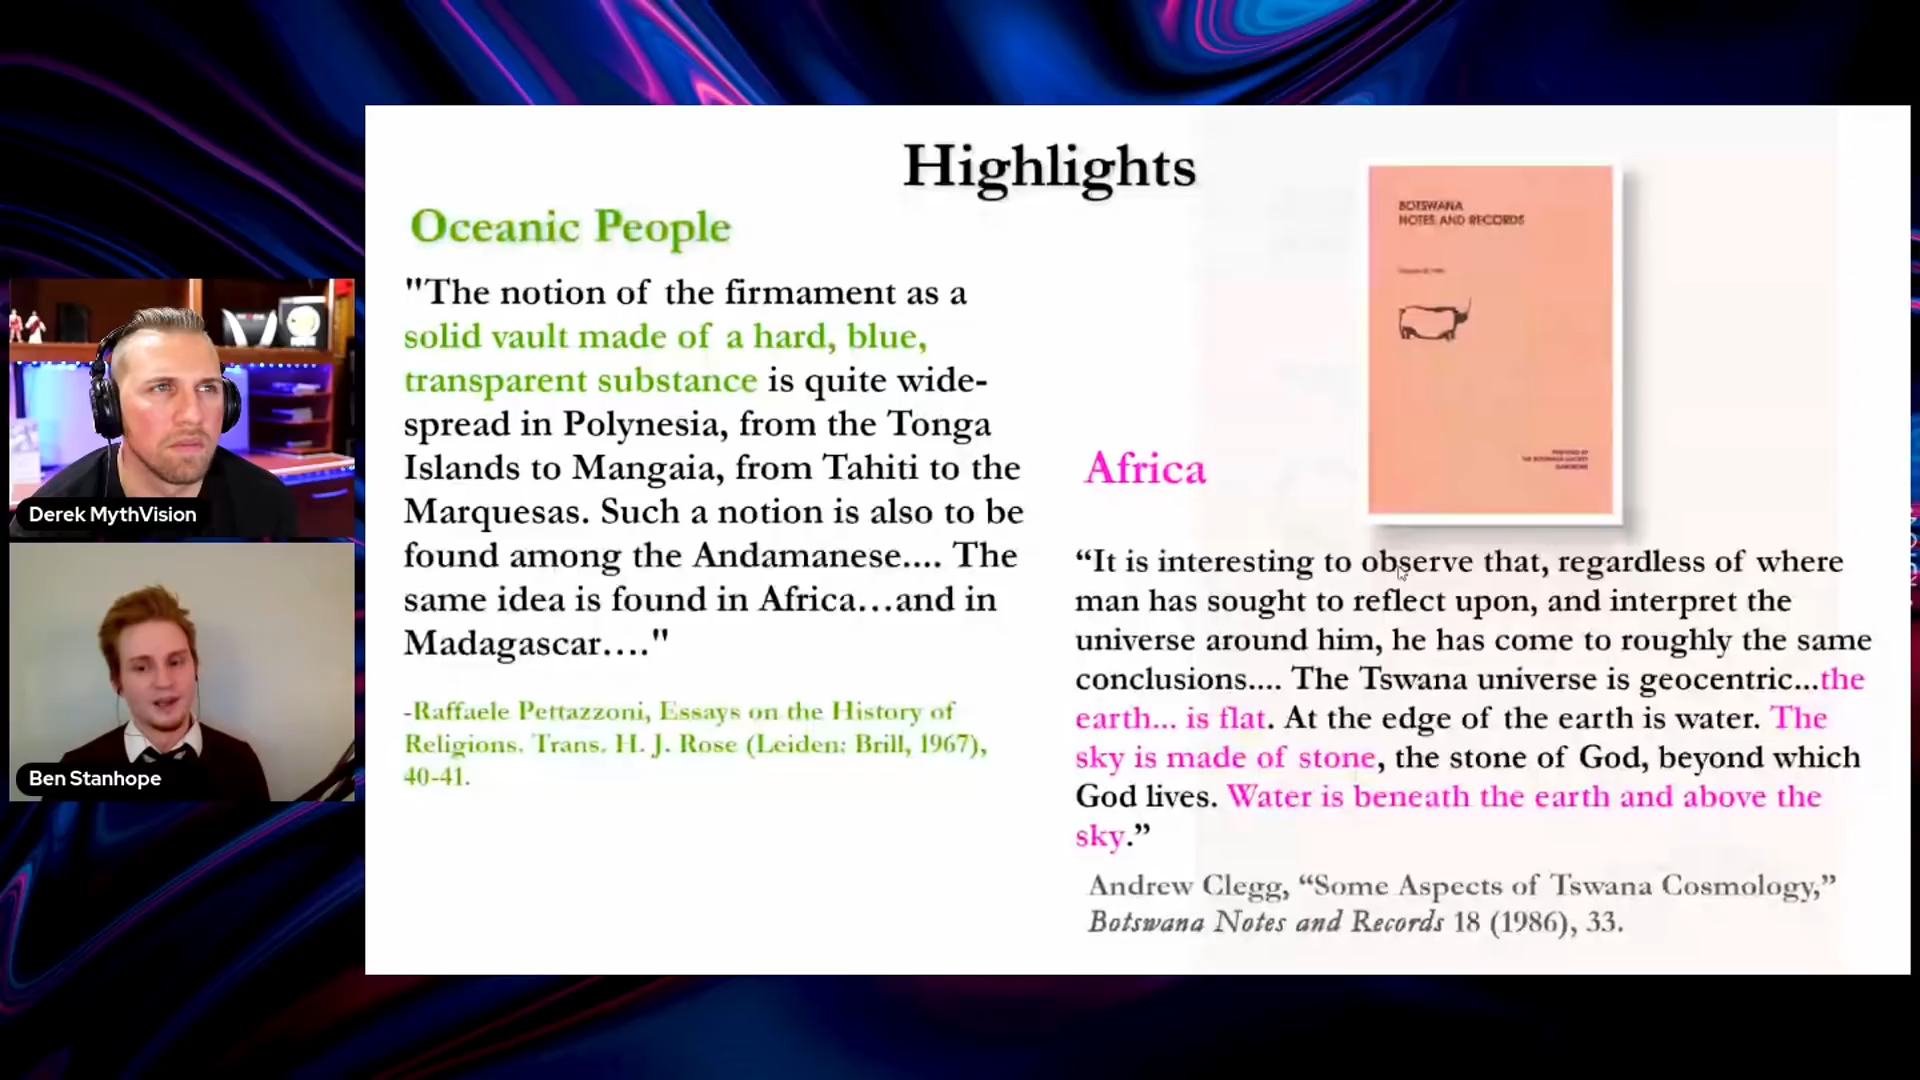 Highlights
Oceanic People
"The notion of the firmament as a
solid vault made of a hard, blue,
transparent substance is quite wide-
spread in Polynesia, from the Tonga
Islands to Mangaia, from Tahiti to the
Marquesas. Such a notion is also to be
found among the Andamanese.... The
same idea is found in Africa…and in
Madagascar…."
-Raffaele Pettazzoni, Essays on the History of
Religions. Trans. H. J. Rose (Leiden: Brill, 1967),
40-41.
BOTSWANA
NOTES AND RECORDS
Africa
“It is interesting to observe that, regardless of where
man has sought to reflect upon, and interpret the
universe around him, he has come to roughly the same
conclusions.... The Tswana universe is geocentric...the
earth... is flat. At the edge of the earth is water. The
sky is made of stone, the stone of God, beyond which
God lives. Water is beneath the earth and above the
sky.”
Andrew Clegg, “Some Aspects of Tswana Cosmology,”
Botswana Notes and Records 18 (1986), 33.
Derek MythVision
Ben Stanhope